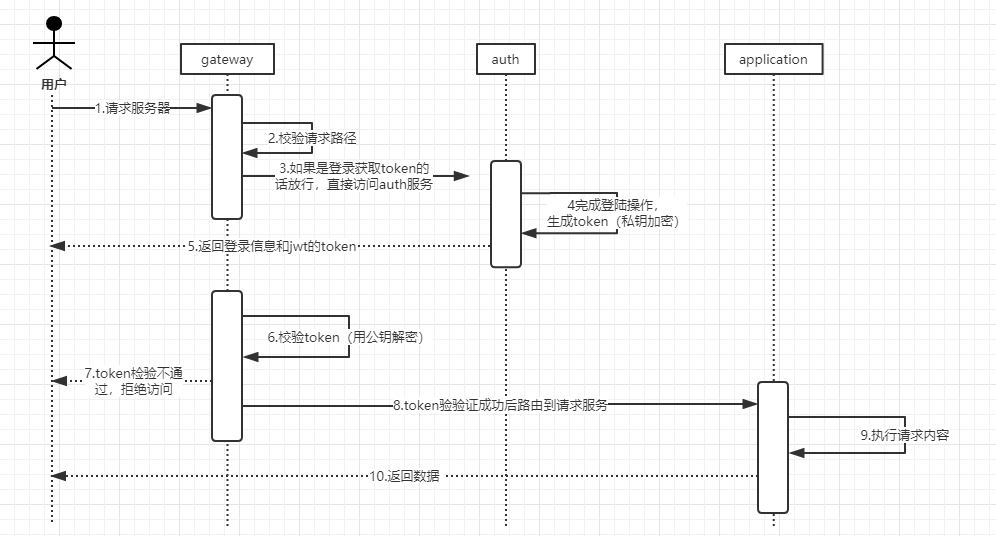 用户
gateway
auth
application
1.请求服务器
2.校验请求路径
3.如果是登录获取token的
话放行，直接访问auth服务
4完成登陆操作，
生成token（私钥加密）
5.返回登录信息和jwt的token
6.校验token（用公钥解密）
7.token检验不通
过，拒绝访问
8.token验验证成功后路由到请求服务
9.执行请求内容
10.返回数据